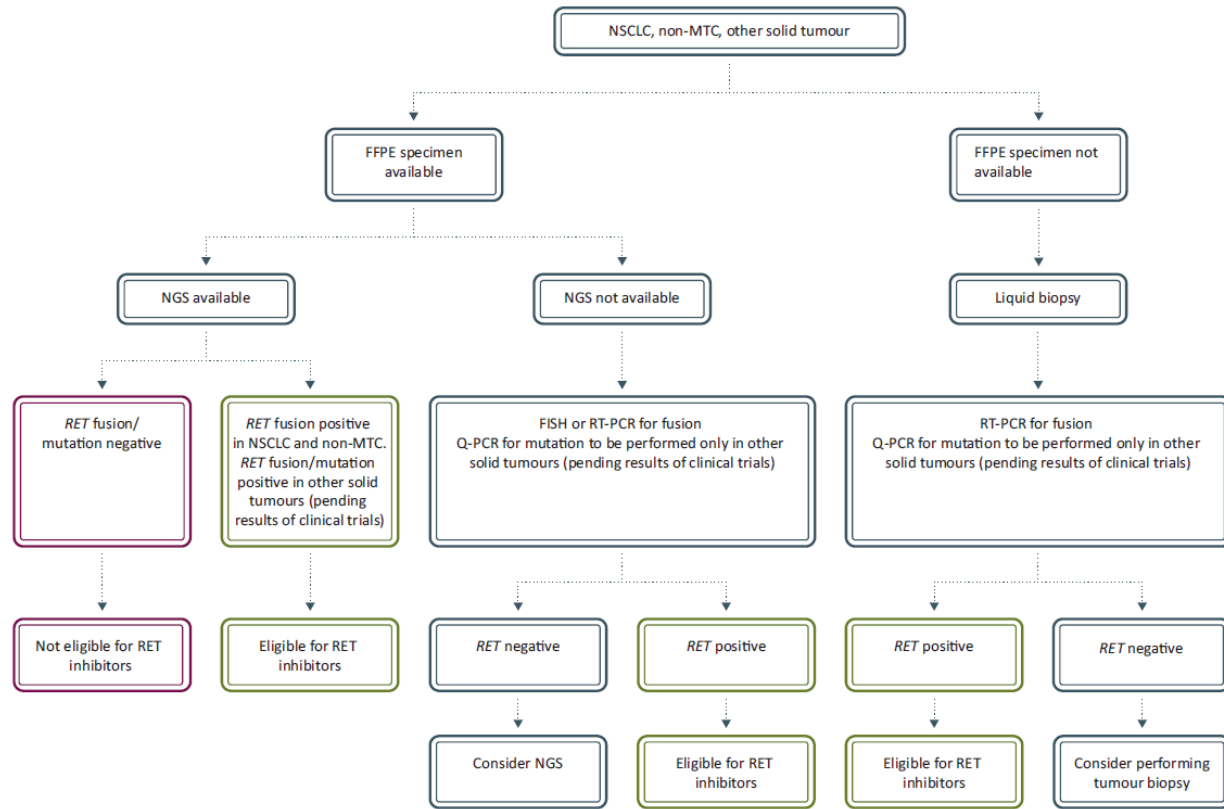 NSCLC, non-MTC, other solid tumour
FFPE specimen
available
FFPE specimen not
available
NGS available
NGS not available
Liquid biopsy
RET fusion/
mutation negative
RET fusion positive
in NSCLC and non-MTC.
RET fusion/mutation
positive in other solid
tumours (pending
results of clinical trials)
FISH or RT-PCR for fusion
Q-PCR for mutation to be performed only in other
solid tumours (pending results of clinical trials)
RT-PCR for fusion
Q-PCR for mutation to be performed only in other
solid tumours (pending results of clinical trials)
Not eligible for RET
inhibitors
Eligible for RET
inhibitors
RET negative
RET positive
RET positive
RET negative
Consider NGS
Eligible for RET
inhibitors
Eligible for RET
inhibitors
Consider performing
tumour biopsy